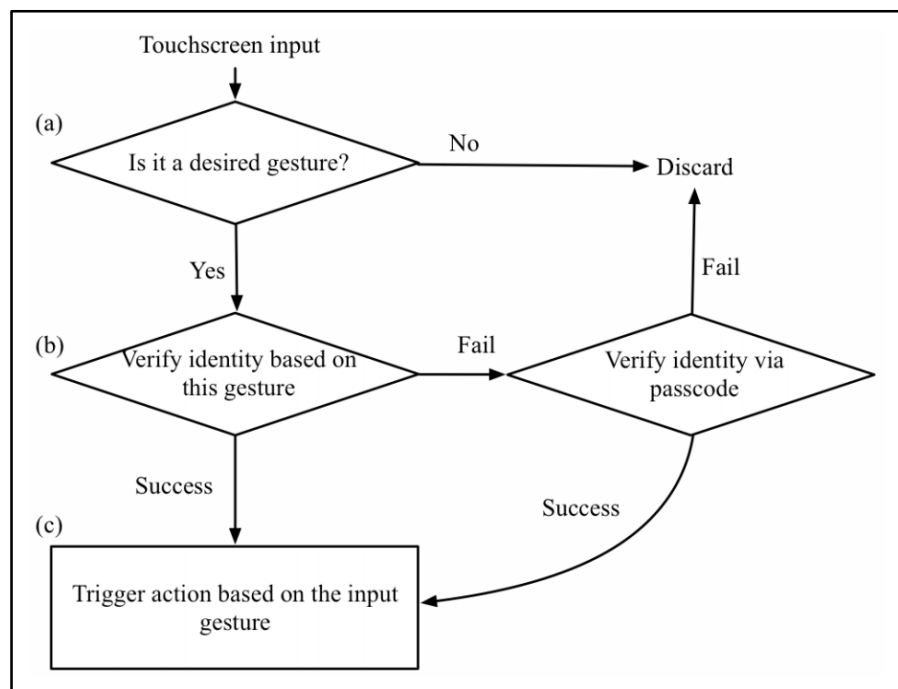 Touchscreen input
(a)
Is it a desired gesture?
No
Discard
Yes
Fail
(b)
Verify identity based on
this gesture
Fail
Verify identity via
passcode
Success
Success
(c)
Trigger action based on the input
gesture